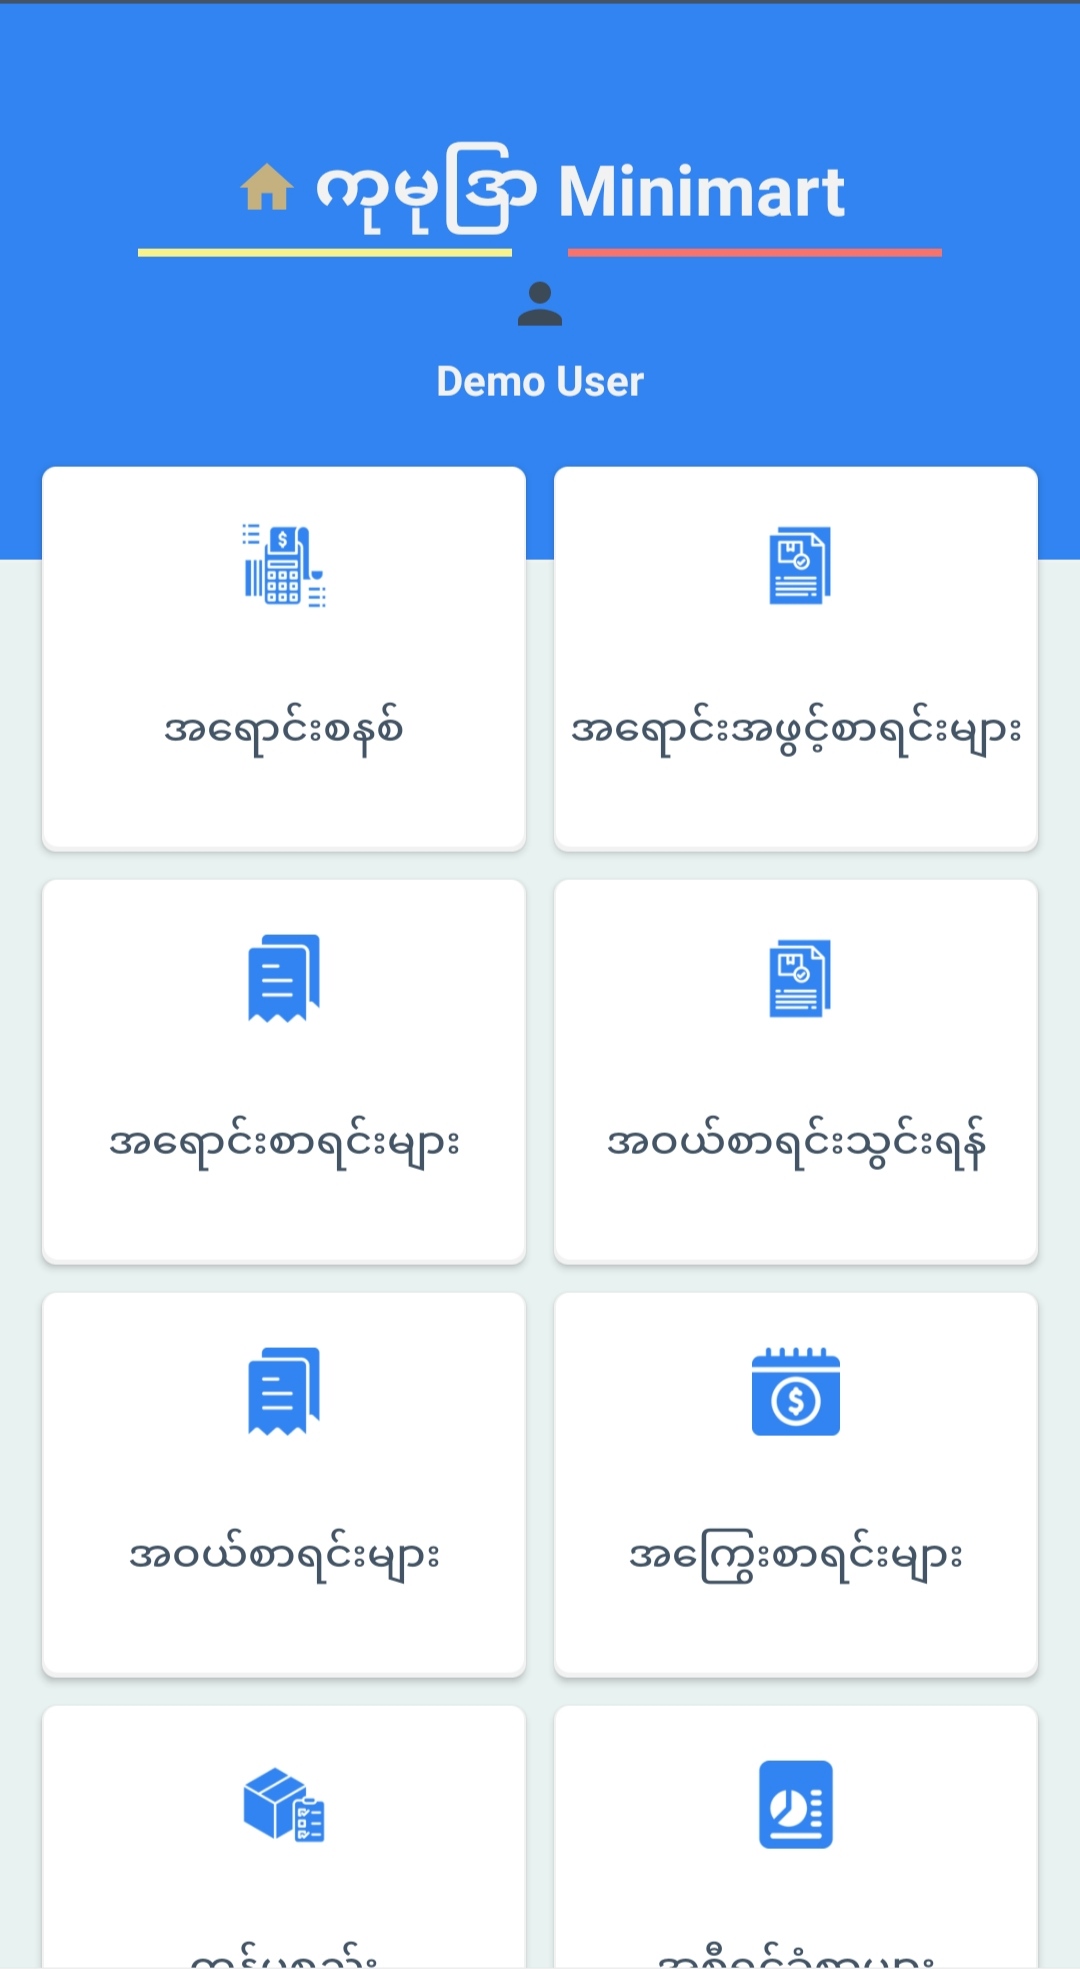 ကုမုဒြာ Minimart
Demo User
အရောင်းစနစ်
အရောင်းအဖွင့်စာရင်းများ
အရောင်းစာရင်းများ
အဝယ်စာရင်းသွင်းရန်
အဝယ်စာရင်းများ
အကြွေးစာရင်းများ